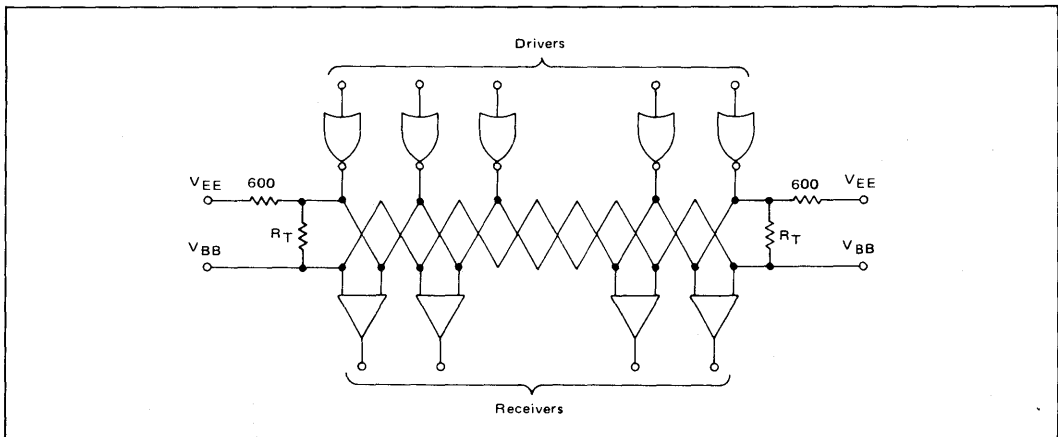 Drivers
VEE 600
600 VEE
RT
RT
VBB
VBB
Receivers